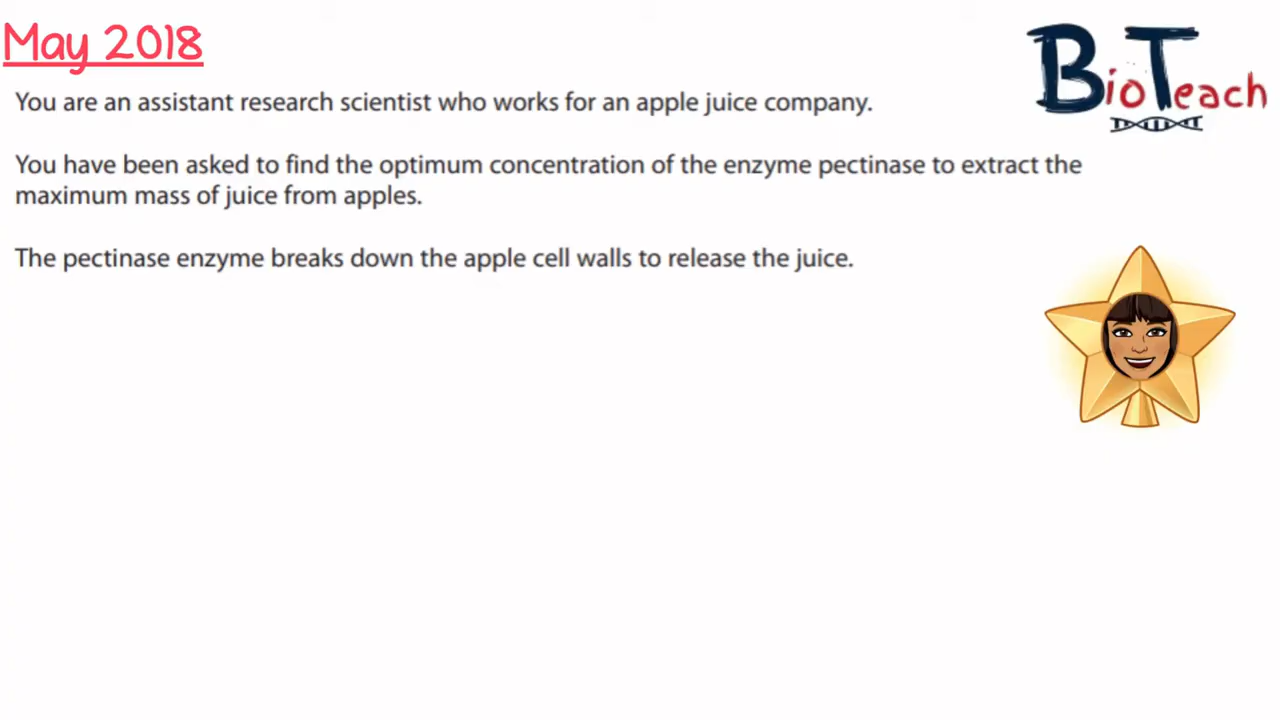 May 2018
BioTeach
You are an assistant research scientist who works for an apple juice company.
You have been asked to find the optimum concentration of the enzyme pectinase to extract the
maximum mass of juice from apples.
The pectinase enzyme breaks down the apple cell walls to release the juice.